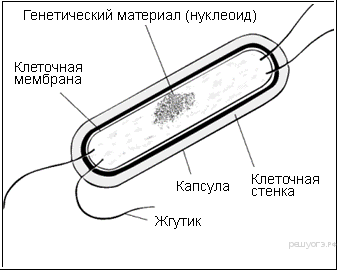 Генетический материал (нуклеоид)
Клеточная
мембрана
Клеточная
стенка
Капсула
Жгутик
решуогэ.рф